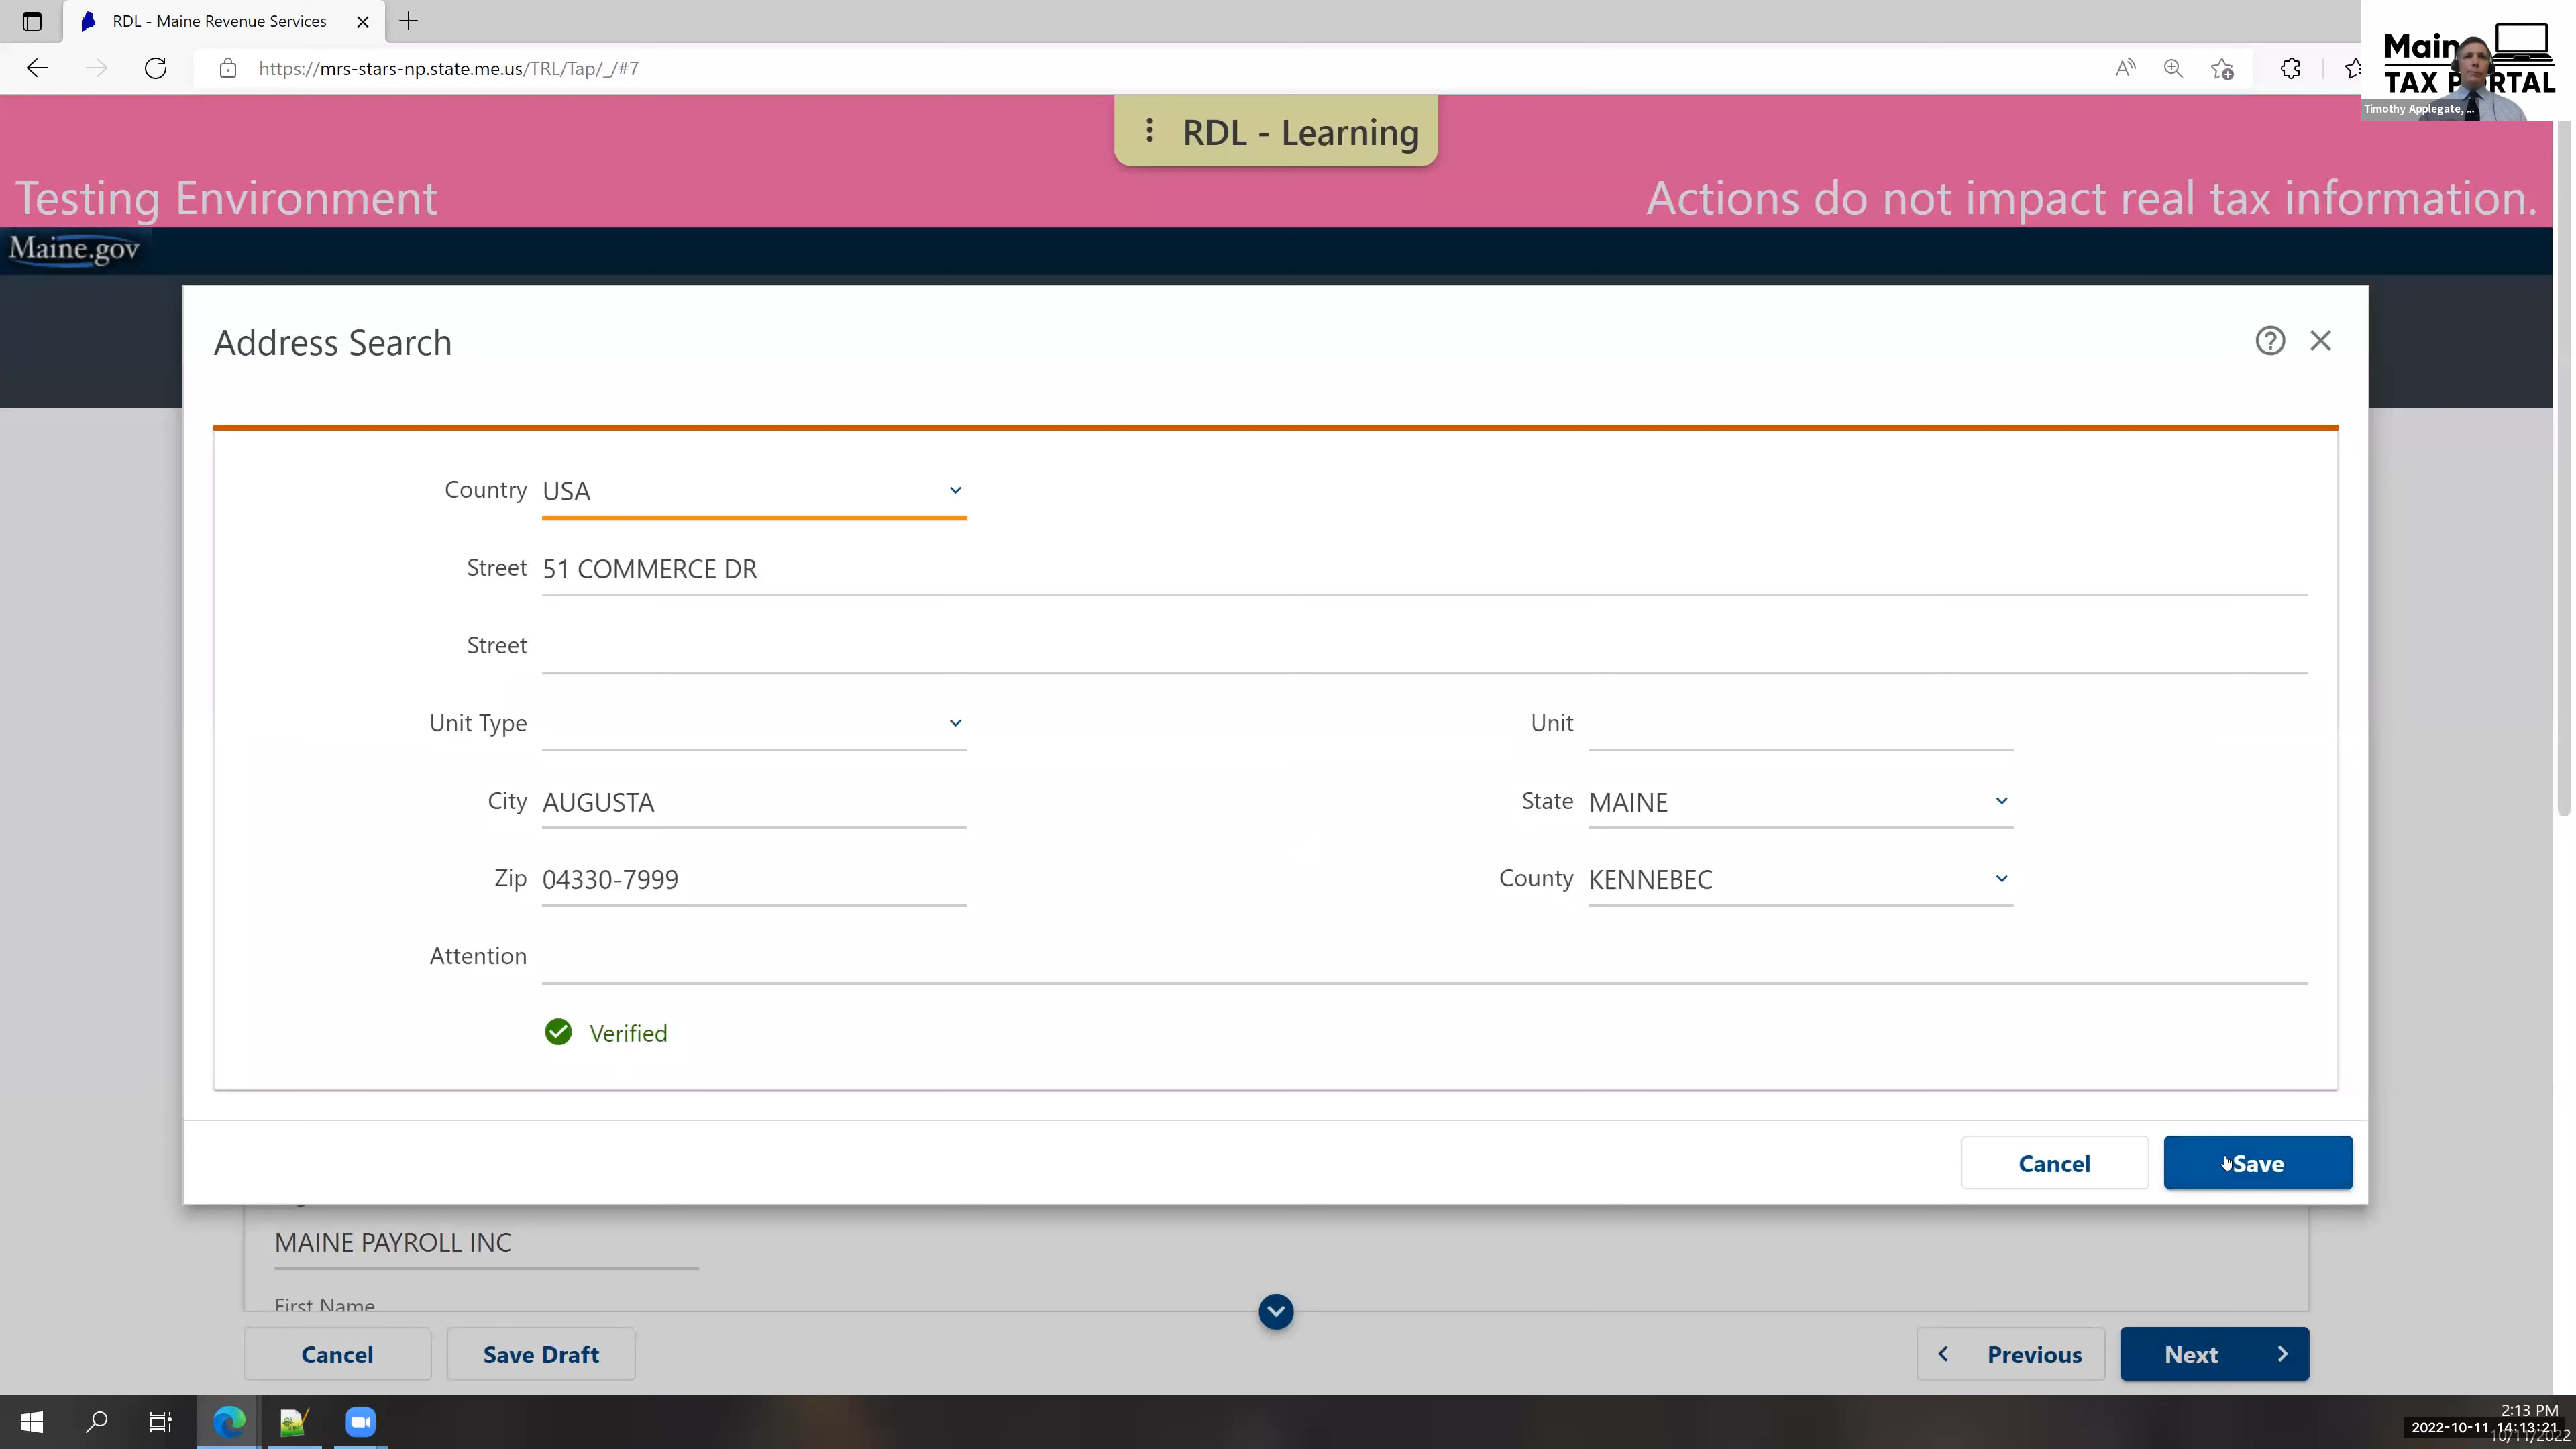 RDL - Maine Revenue Services
https://mrs-stars-np.state.me.us/TRL/Tap/_/#7
TAX PORTAL
Timothy Applegate, ...
RDL - Learning
Testing Environment
Actions do not impact real tax information.
Maine.gov
Address Search
Country USA
Street 51 COMMERCE DR
Street
Unit Type
Unit
City AUGUSTA
State MAINE
Zip 04330-7999
County KENNEBEC
Attention
Verified
Cancel
Save
MAINE PAYROLL INC
First Name
Cancel
Save Draft
Previous
Next
2:13 PM
2022-10-11 14:13:21
10/11/2022